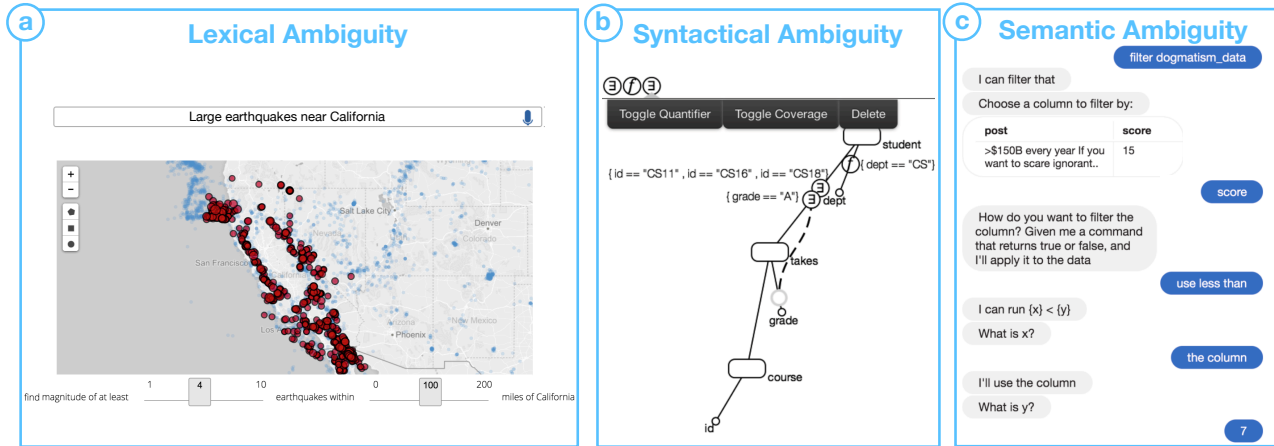 a
Lexical Ambiguity
Large earthquakes near California
+
−
Salt Lake City
Denver
Colorado
Nevada
San Francisco
California
Los
Arizona
New Mexico
Phoenix
Wyoming
1 4 10 0 100 200
find magnitude of at least earthquakes within miles of California
b
Syntactical Ambiguity
∃ f ∃
Toggle Quantifier Toggle Coverage Delete
student
f { dept == "CS"}
{ id == "CS11" , id == "CS16" , id == "CS18"}
∃
{ grade == "A"} ∃ dept
takes
grade
course
id
c
Semantic Ambiguity
filter dogmatism_data
I can filter that
Choose a column to filter by:
post score
>$150B every year If you 15
want to scare ignorant..
score
How do you want to filter the
column? Given me a command
that returns true or false, and
I'll apply it to the data
use less than
I can run {x} < {y}
What is x?
the column
I'll use the column
What is y?
7